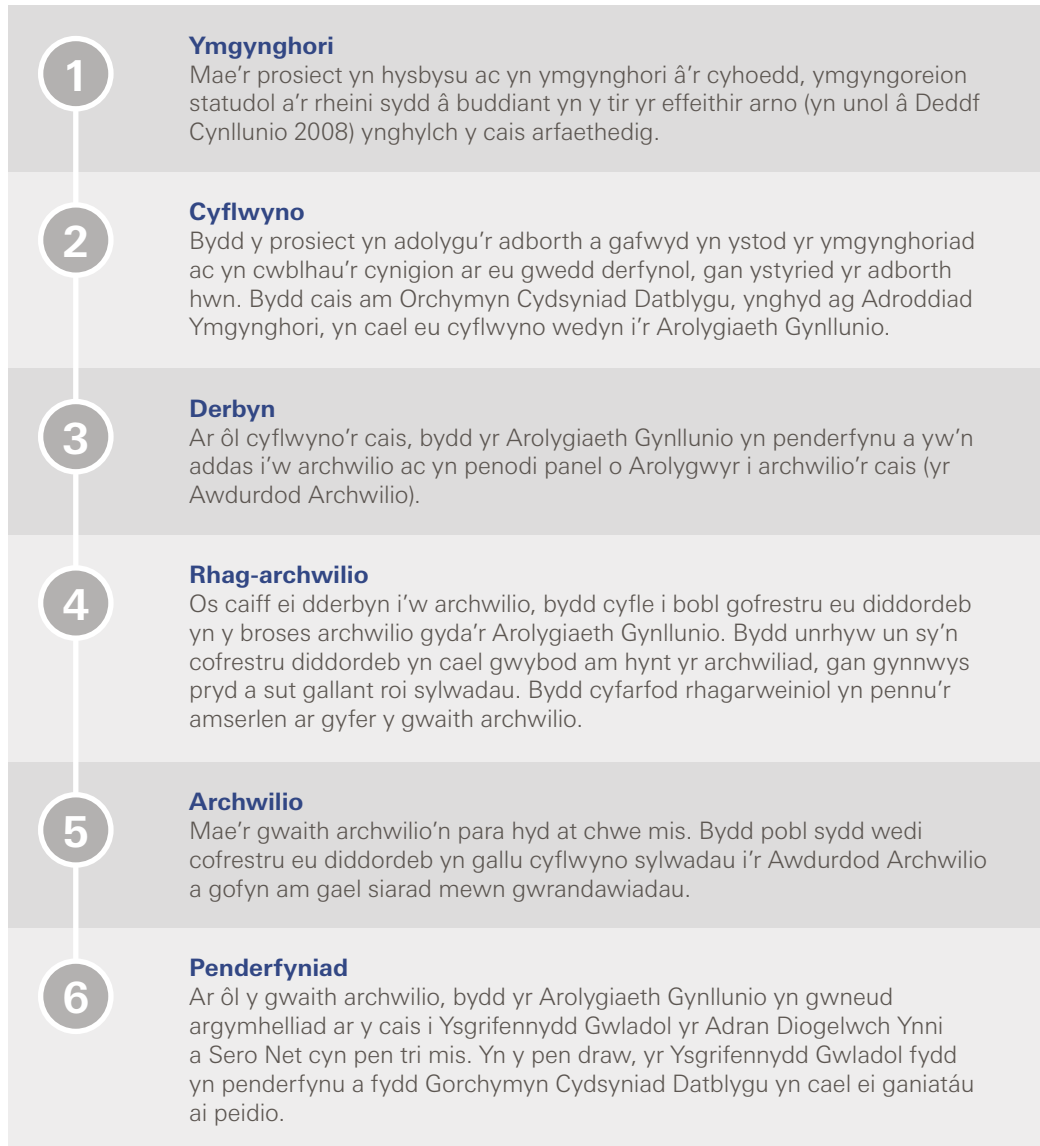 1
Ymgynghori
Mae’r prosiect yn hysbysu ac yn ymgynghori â’r cyhoedd, ymgyngoreion
statudol a’r rheini sydd â buddiant yn y tir yr effeithir arno (yn unol â Deddf
Cynllunio 2008) ynghylch y cais arfaethedig.
2
Cyflwyno
Bydd y prosiect yn adolygu’r adborth a gafwyd yn ystod yr ymgynghoriad
ac yn cwblhau’r cynigion ar eu gwedd derfynol, gan ystyried yr adborth
hwn. Bydd cais am Orchymyn Cydsyniad Datblygu, ynghyd ag Adroddiad
Ymgynghori, yn cael eu cyflwyno wedyn i’r Arolygiaeth Gynllunio.
3
Derbyn
Ar ôl cyflwyno’r cais, bydd yr Arolygiaeth Gynllunio yn penderfynu a yw’n
addas i’w archwilio ac yn penodi panel o Arolygwyr i archwilio’r cais (yr
Awdurdod Archwilio).
4
Rhag-archwilio
Os caiff ei dderbyn i’w archwilio, bydd cyfle i bobl gofrestru eu diddordeb
yn y broses archwilio gyda’r Arolygiaeth Gynllunio. Bydd unrhyw un sy’n
cofrestru diddordeb yn cael gwybod am hynt yr archwiliad, gan gynnwys
pryd a sut gallant roi sylwadau. Bydd cyfarfod rhagarweiniol yn pennu’r
amserlen ar gyfer y gwaith archwilio.
5
Archwilio
Mae’r gwaith archwilio’n para hyd at chwe mis. Bydd pobl sydd wedi
cofrestru eu diddordeb yn gallu cyflwyno sylwadau i’r Awdurdod Archwilio
a gofyn am gael siarad mewn gwrandawiadau.
6
Penderfyniad
Ar ôl y gwaith archwilio, bydd yr Arolygiaeth Gynllunio yn gwneud
argymhelliad ar y cais i Ysgrifennydd Gwladol yr Adran Diogelwch Ynni
a Sero Net cyn pen tri mis. Yn y pen draw, yr Ysgrifennydd Gwladol fydd
yn penderfynu a fydd Gorchymyn Cydsyniad Datblygu yn cael ei ganiatáu
ai peidio.